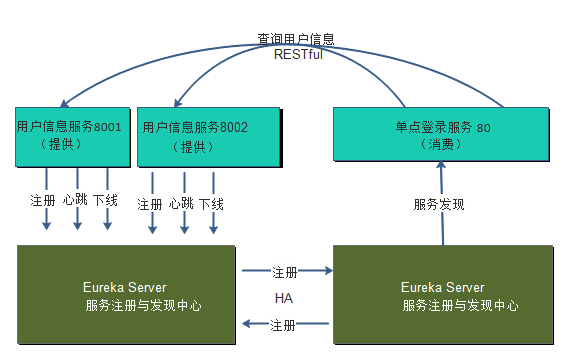 查询用户信息
RESTful
用户信息服务8001
（提供）
用户信息服务8002
（提供）
单点登录服务 80
（消费）
注册
心跳
下线
注册
心跳
下线
服务发现
Eureka Server
服务注册与发现中心
注册
HA
注册
Eureka Server
服务注册与发现中心